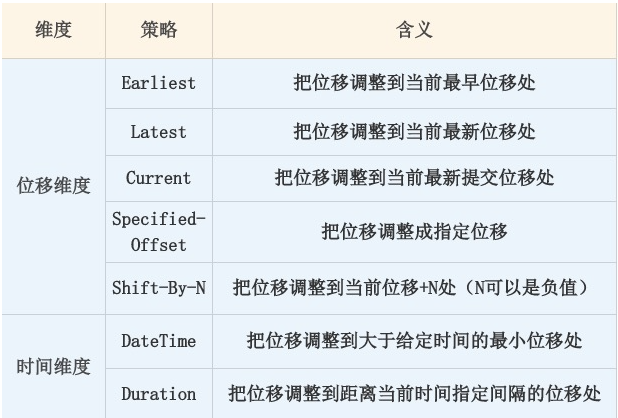 维度 策略 含义
Earliest 把位移调整到当前最早位移处
Latest 把位移调整到当前最新位移处
位移维度 Current 把位移调整到当前最新提交位移处
Specified-
Offset 把位移调整成指定位移
Shift-By-N 把位移调整到当前位移+N处（N可以是负值）
DateTime 把位移调整到大于给定时间的最小位移处
时间维度
Duration 把位移调整到距离当前时间指定间隔的位移处